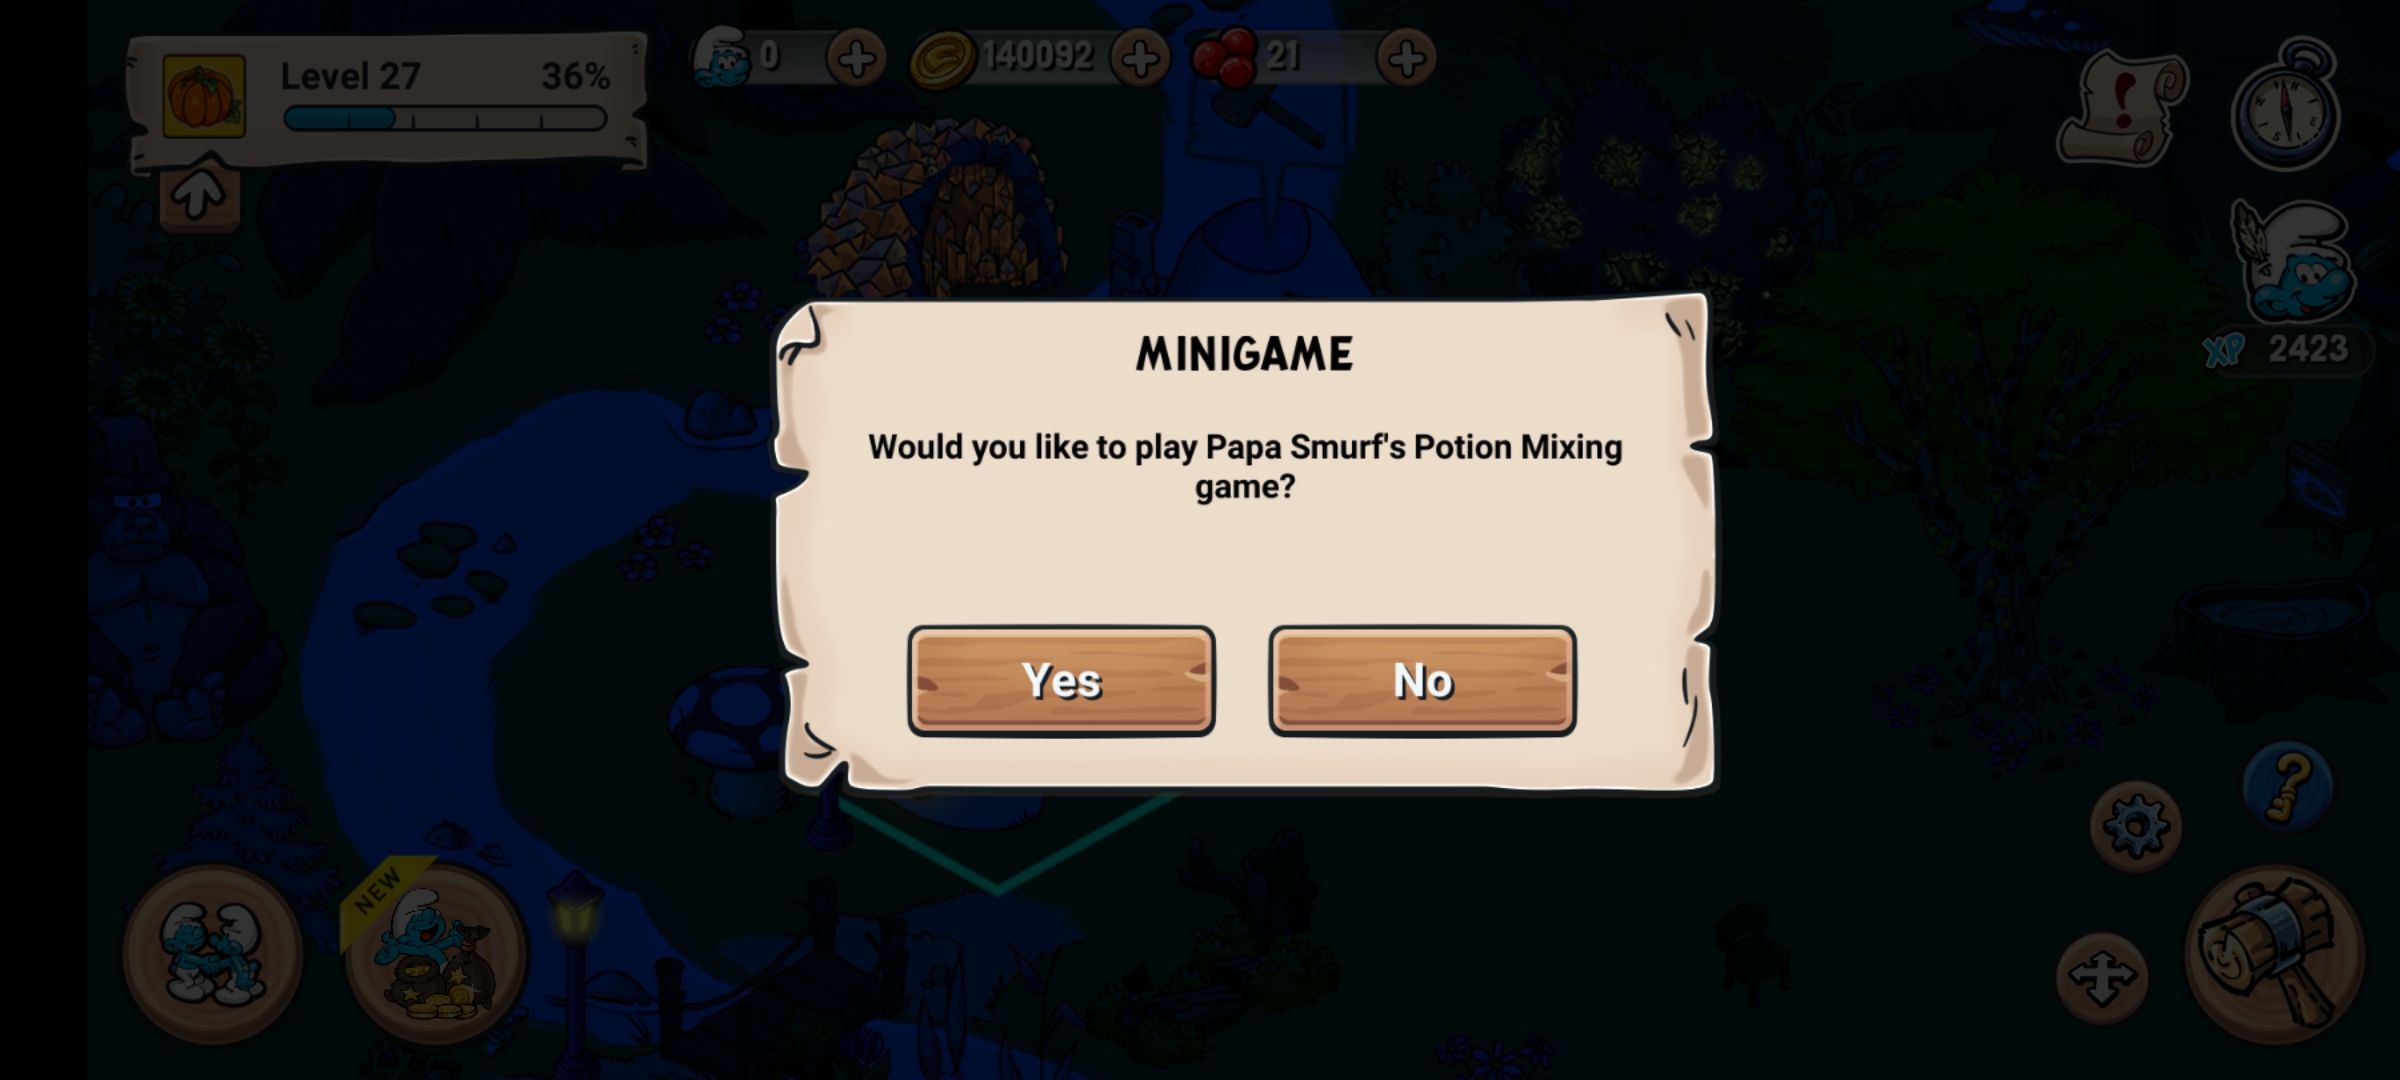 Level 27
36%
0
140092
21
XP 2423
MINIGAME
Would you like to play Papa Smurf's Potion Mixing
game?
Yes
No
NEW